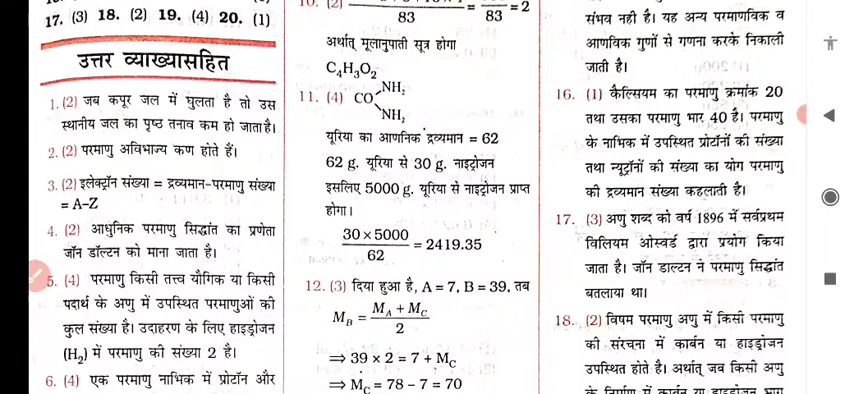 17. (3) 18. (2) 19. (4) 20. (1)
उत्तर व्याख्यासहित
1. (2) जब कपूर जल में घुलता है तो उस
स्थानीय जल का पृष्ठ तनाव कम हो जाता है।
2. (2) परमाणु अविभाज्य कण होते हैं।
3. (2) इलेक्ट्रॉन संख्या = द्रव्यमान-परमाणु संख्या
= A-Z
4. (2) आधुनिक परमाणु सिद्धांत का प्रणेता
जॉन डॉल्टन को माना जाता है।
5. (4) परमाणु किसी तत्त्व यौगिक या किसी
पदार्थ के अणु में उपस्थित परमाणुओं की
कुल संख्या है। उदाहरण के लिए हाइड्रोजन
(H₂) में परमाणु की संख्या 2 है।
6. (4) एक परमाणु नाभिक में प्रोटॉन और
10. (2)
83 = 83 = 2
अर्थात् मूलानुपाती सूत्र होगा
C₄H₃O₂
NH₂
11. (4) CO
NH₂
यूरिया का आणनिक द्रव्यमान = 62
62 g. यूरिया से 30 g. नाइट्रोजन
इसलिए 5000 g. यूरिया से नाइट्रोजन प्राप्त
होगा।
30 × 5000
62 = 2419.35
12. (3) दिया हुआ है, A = 7, B = 39, तब
M_B = M_A + M_C
2
⇒ 39 × 2 = 7 + M_C
⇒ M_C = 78 − 7 = 70
संभव नही है। यह अन्य परमाणविक व
आणविक गुणों से गणना करके निकाली
जाती है।
16. (1) कैल्सियम का परमाणु क्रमांक 20
तथा उसका परमाणु भार 40 है। परमाणु
के नाभिक में उपस्थित प्रोटॉनों की संख्या
तथा न्यूट्रॉनों की संख्या का योग परमाणु
की द्रव्यमान संख्या कहलाती है।
17. (3) अणु शब्द को वर्ष 1896 में सर्वप्रथम
विलियम ओस्वर्ड द्वारा प्रयोग किया
जाता है। जॉन डाल्टन ने परमाणु सिद्धांत
बतलाया था।
18. (2) विषम परमाणु अणु में किसी परमाणु
की संरचना में कार्बन या हाइड्रोजन
उपस्थित होते है। अर्थात् जब किसी अणु
के निर्माण में कार्बन या हाइड्रोजन भाग